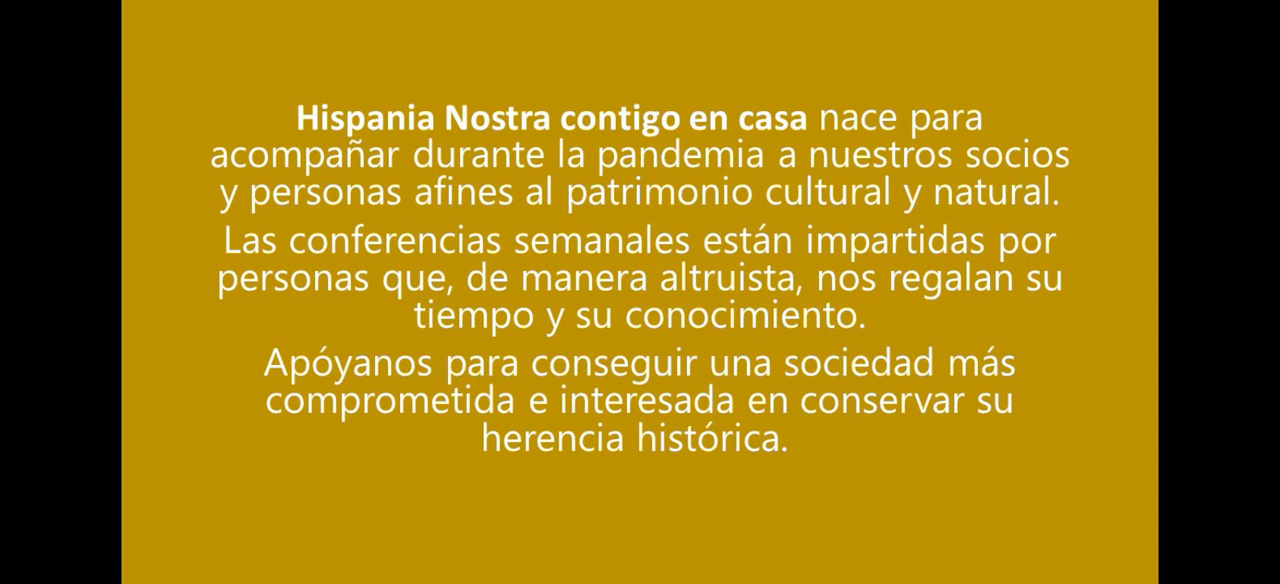 Hispania Nostra contigo en casa nace para
acompañar durante la pandemia a nuestros socios
y personas afines al patrimonio cultural y natural.
Las conferencias semanales están impartidas por
personas que, de manera altruista, nos regalan su
tiempo y su conocimiento.
Apóyanos para conseguir una sociedad más
comprometida e interesada en conservar su
herencia histórica.